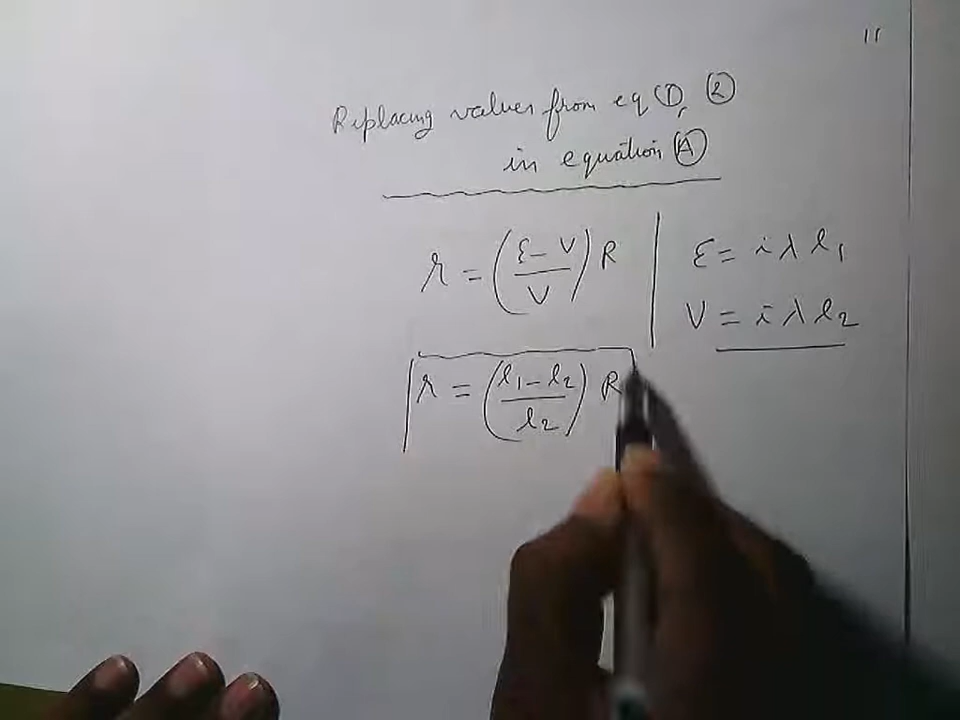 11
Replacing values from eq ①, ②
in equation Ⓐ
r = (ε - V / V) R
ε = i λ l₁
V = i λ l₂
r = (l₁ - l₂ / l₂) R